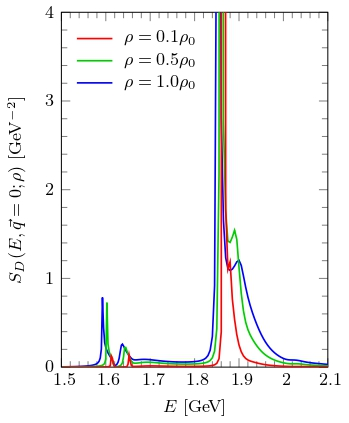 4
3
2
1
0
S_D(E, q⃗ = 0; ρ) [GeV⁻²]
ρ = 0.1ρ₀
ρ = 0.5ρ₀
ρ = 1.0ρ₀
1.5 1.6 1.7 1.8 1.9 2 2.1
E [GeV]